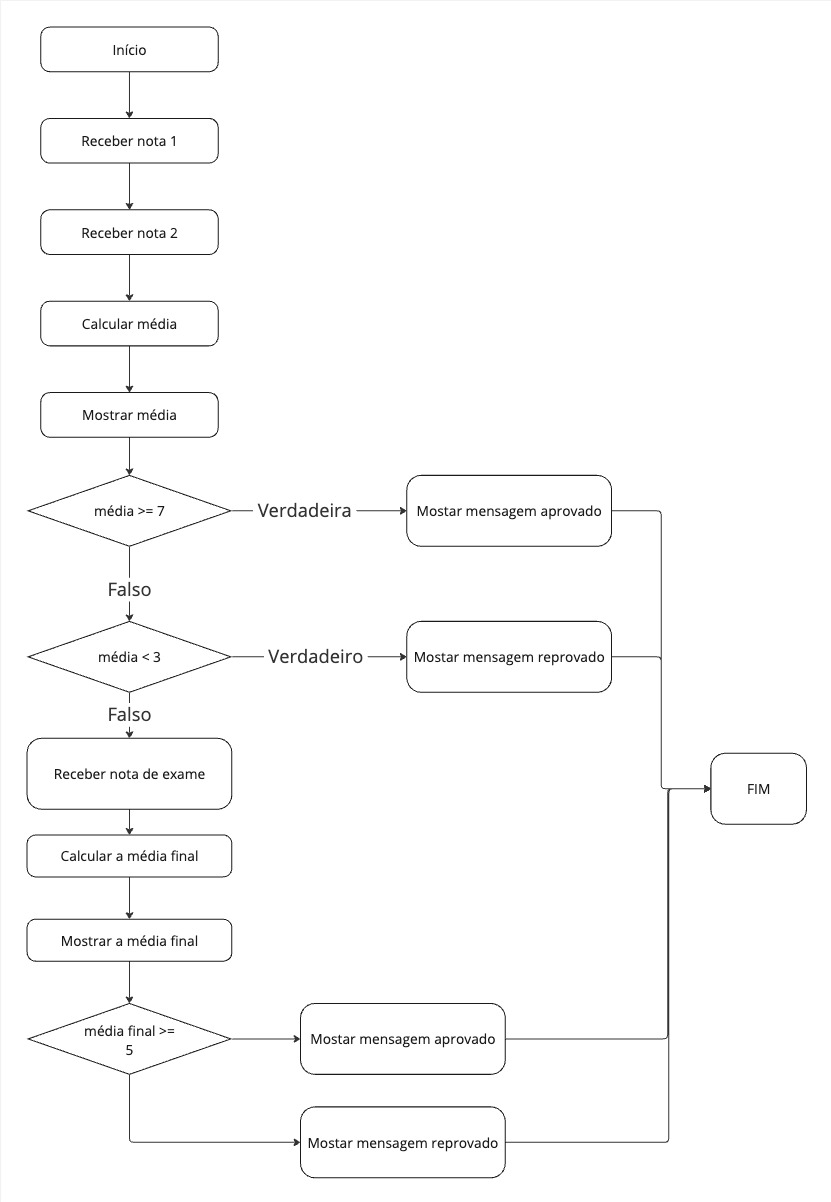 Início
Receber nota 1
Receber nota 2
Calcular média
Mostrar média
média >= 7
Verdadeira
Mostar mensagem aprovado
Falso
média < 3
Verdadeiro
Mostar mensagem reprovado
Falso
Receber nota de exame
FIM
Calcular a média final
Mostrar a média final
média final >=
5
Mostar mensagem aprovado
Mostar mensagem reprovado